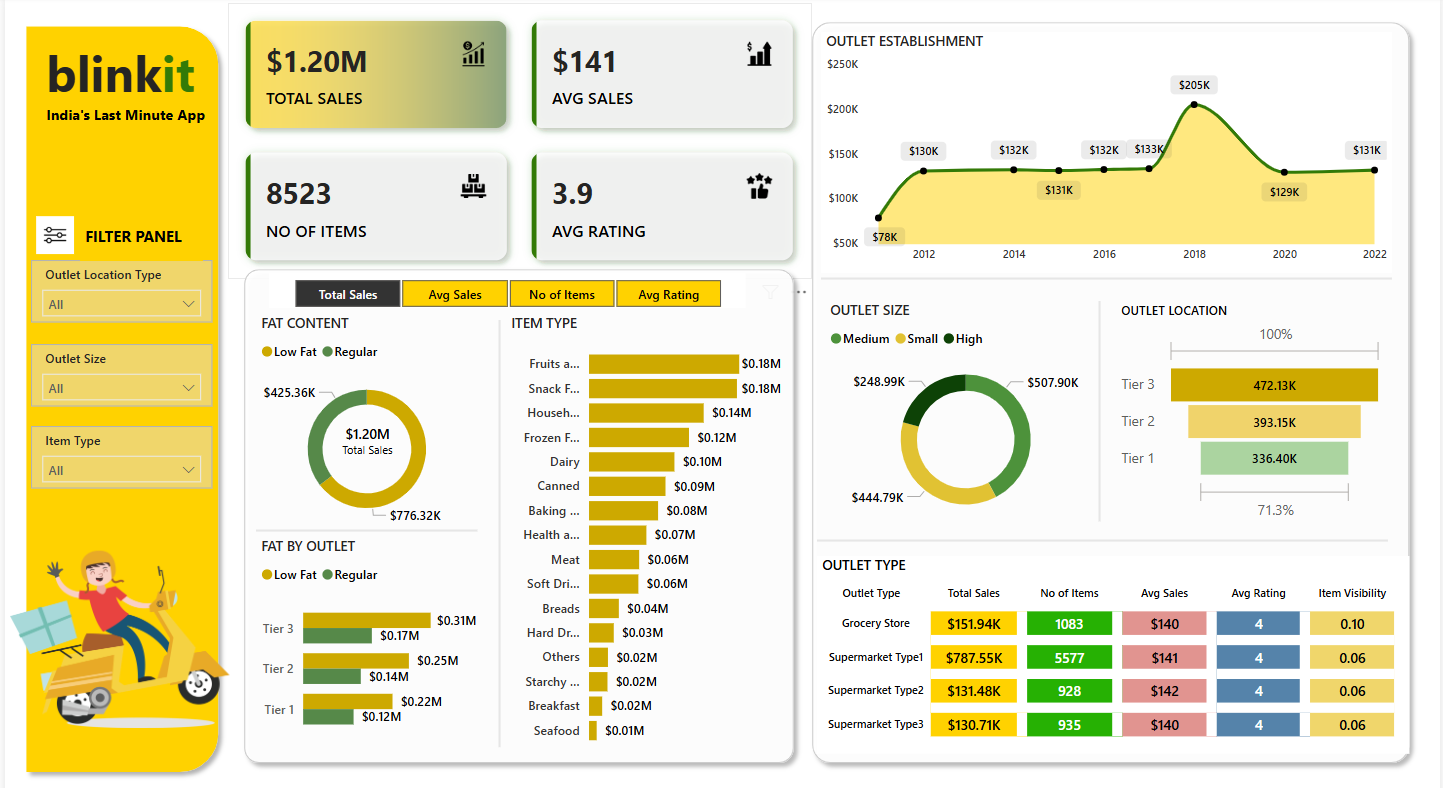 blinkit
India's Last Minute App
FILTER PANEL
Outlet Location Type
All
Outlet Size
All
Item Type
All
$1.20M
TOTAL SALES
$141
AVG SALES
8523
NO OF ITEMS
3.9
AVG RATING
Total Sales
Avg Sales
No of Items
Avg Rating
FAT CONTENT
Low Fat Regular
$425.36K
$1.20M
Total Sales
$776.32K
FAT BY OUTLET
Low Fat Regular
Tier 3 $0.31M
$0.17M
Tier 2 $0.25M
$0.14M
Tier 1 $0.22M
$0.12M
ITEM TYPE
Fruits a... $0.18M
Snack F... $0.18M
Househ... $0.14M
Frozen F... $0.12M
Dairy $0.10M
Canned $0.09M
Baking ... $0.08M
Health a... $0.07M
Meat $0.06M
Soft Dri... $0.06M
Breads $0.04M
Hard Dr... $0.03M
Others $0.02M
Starchy ... $0.02M
Breakfast $0.02M
Seafood $0.01M
OUTLET ESTABLISHMENT
$250K
$200K
$150K
$100K
$50K
$78K
$130K
$132K
$131K
$132K
$133K
$205K
$129K
$131K
2012 2014 2016 2018 2020 2022
OUTLET SIZE
Medium Small High
$248.99K
$507.90K
$444.79K
OUTLET LOCATION
100%
Tier 3 472.13K
Tier 2 393.15K
Tier 1 336.40K
71.3%
OUTLET TYPE
Outlet Type Total Sales No of Items Avg Sales Avg Rating Item Visibility
Grocery Store $151.94K 1083 $140 4 0.10
Supermarket Type1 $787.55K 5577 $141 4 0.06
Supermarket Type2 $131.48K 928 $142 4 0.06
Supermarket Type3 $130.71K 935 $140 4 0.06